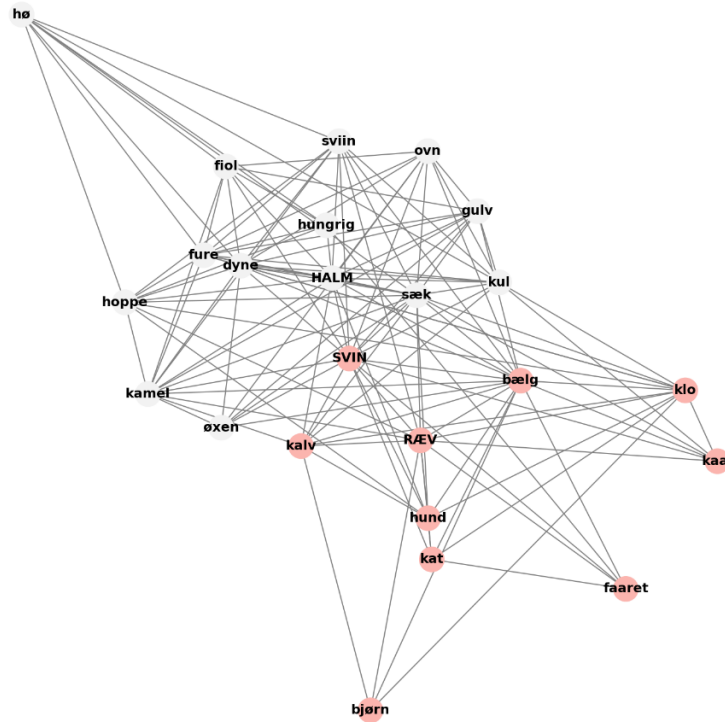 hø
sviin
ovn
fiol
gulv
hungrig
fure
dyne
HALM
kul
sæk
hoppe
SVIN
bælg
klo
kamel
øxen
kalv
RÆV
kaa
hund
kat
faaret
bjørn